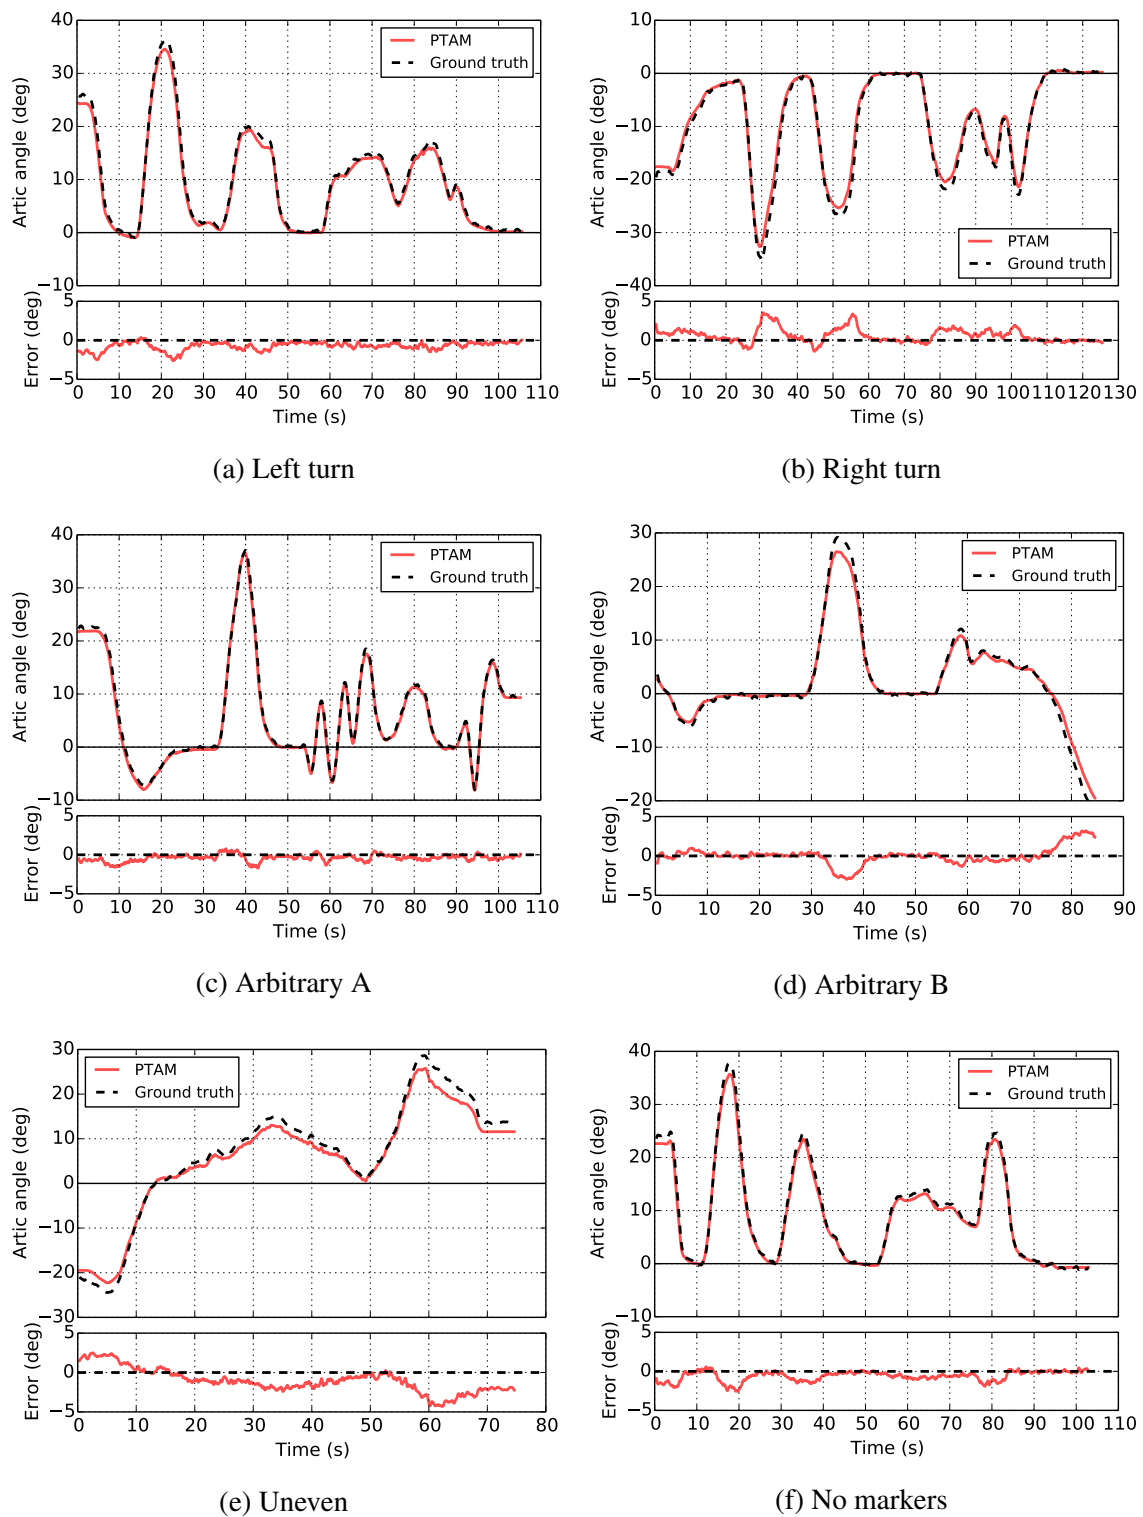 40
30
20
10
0
−10
Artic angle (deg)
PTAM
Ground truth
5
0
−5
Error (deg)
0 10 20 30 40 50 60 70 80 90 100 110
Time (s)
(a) Left turn
0
−10
−20
−30
−40
Artic angle (deg)
PTAM
Ground truth
5
0
−5
Error (deg)
0 10 20 30 40 50 60 70 80 90 100110120130
Time (s)
(b) Right turn
40
30
20
10
0
−10
Artic angle (deg)
PTAM
Ground truth
5
0
−5
Error (deg)
0 10 20 30 40 50 60 70 80 90 100 110
Time (s)
(c) Arbitrary A
30
20
10
0
−10
−20
Artic angle (deg)
PTAM
Ground truth
5
0
−5
Error (deg)
0 10 20 30 40 50 60 70 80 90
Time (s)
(d) Arbitrary B
30
20
10
0
−10
−20
−30
Artic angle (deg)
PTAM
Ground truth
5
0
−5
Error (deg)
0 10 20 30 40 50 60 70 80
Time (s)
(e) Uneven
40
30
20
10
0
−10
Artic angle (deg)
PTAM
Ground truth
5
0
−5
Error (deg)
0 10 20 30 40 50 60 70 80 90 100 110
Time (s)
(f) No markers